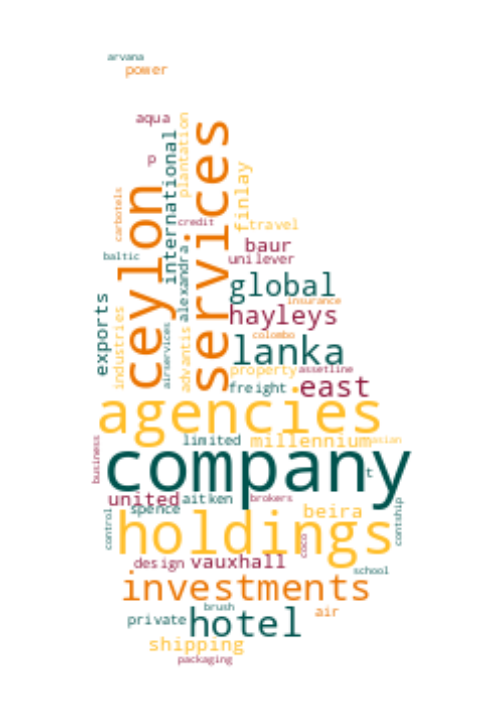 arvana
power
aqua
p
services
ceylon
international
plantation
finlay
carbotels
credit
travel
baur
unilever
baltic
alexandra
global
insurance
hayleys
exports
industries
airservices
advantis
colombo
lanka
property
assetline
freight
east
agencies
limited
millennium
asian
business
company
t
united
aitken
brokers
spence
beira
contship
control
holdings
coco
design
vauxhall
school
investments
brush
air
private
hotel
shipping
packaging